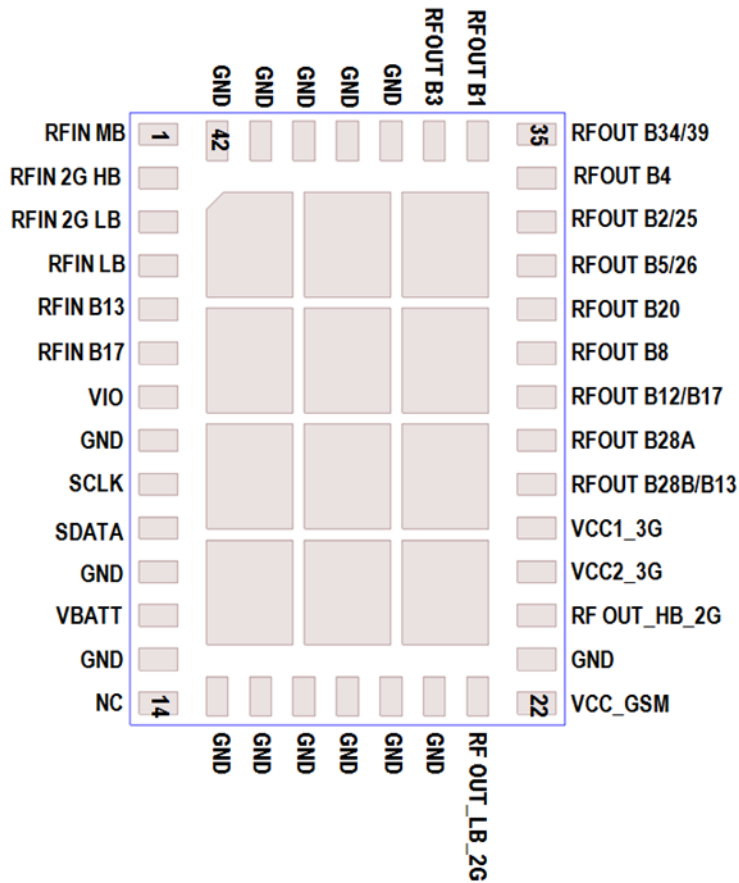 GND
GND
GND
GND
GND
RFOUT B3
RFOUT B1
RFIN MB
1
42
35
RFOUT B34/39
RFIN 2G HB
RFOUT B4
RFIN 2G LB
RFOUT B2/25
RFIN LB
RFOUT B5/26
RFIN B13
RFOUT B20
RFIN B17
RFOUT B8
VIO
RFOUT B12/B17
GND
RFOUT B28A
SCLK
RFOUT B28B/B13
SDATA
VCC1_3G
GND
VCC2_3G
VBATT
RF OUT_HB_2G
GND
GND
NC
14
22
VCC_GSM
GND
GND
GND
GND
GND
GND
RF OUT_LB_2G